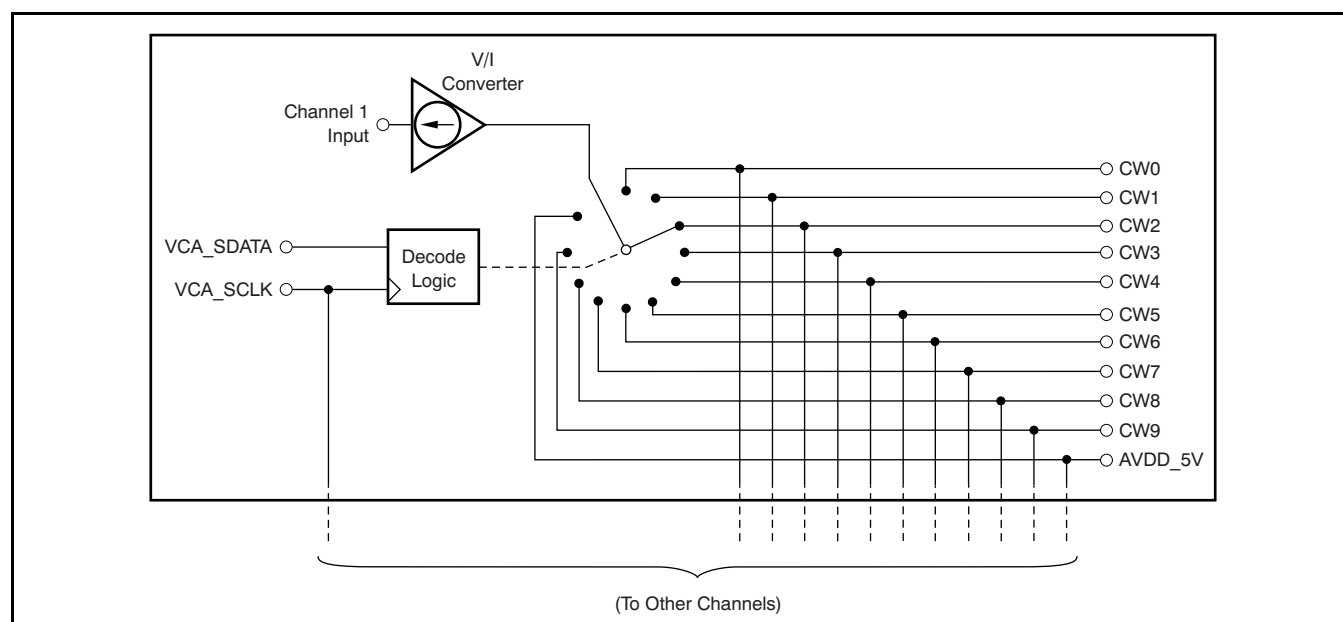 V/I
Converter
Channel 1
Input
CW0
CW1
CW2
VCA_SDATA
CW3
Decode
Logic
VCA_SCLK
CW4
CW5
CW6
CW7
CW8
CW9
AVDD_5V
(To Other Channels)